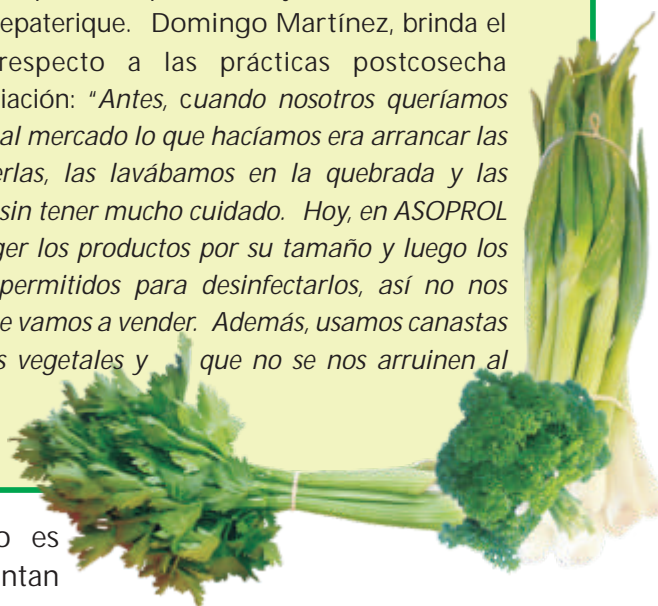 epaterique. Domingo Martínez, brinda el
respecto a las prácticas postcosecha
iación: "Antes, cuando nosotros queríamos
al mercado lo que hacíamos era arrancar las
erlas, las lavábamos en la quebrada y las
sin tener mucho cuidado. Hoy, en ASOPROL
ger los productos por su tamaño y luego los
permitidos para desinfectarlos, así no nos
e vamos a vender. Además, usamos canastas
s vegetales y que no se nos arruinen al
o es
ntan